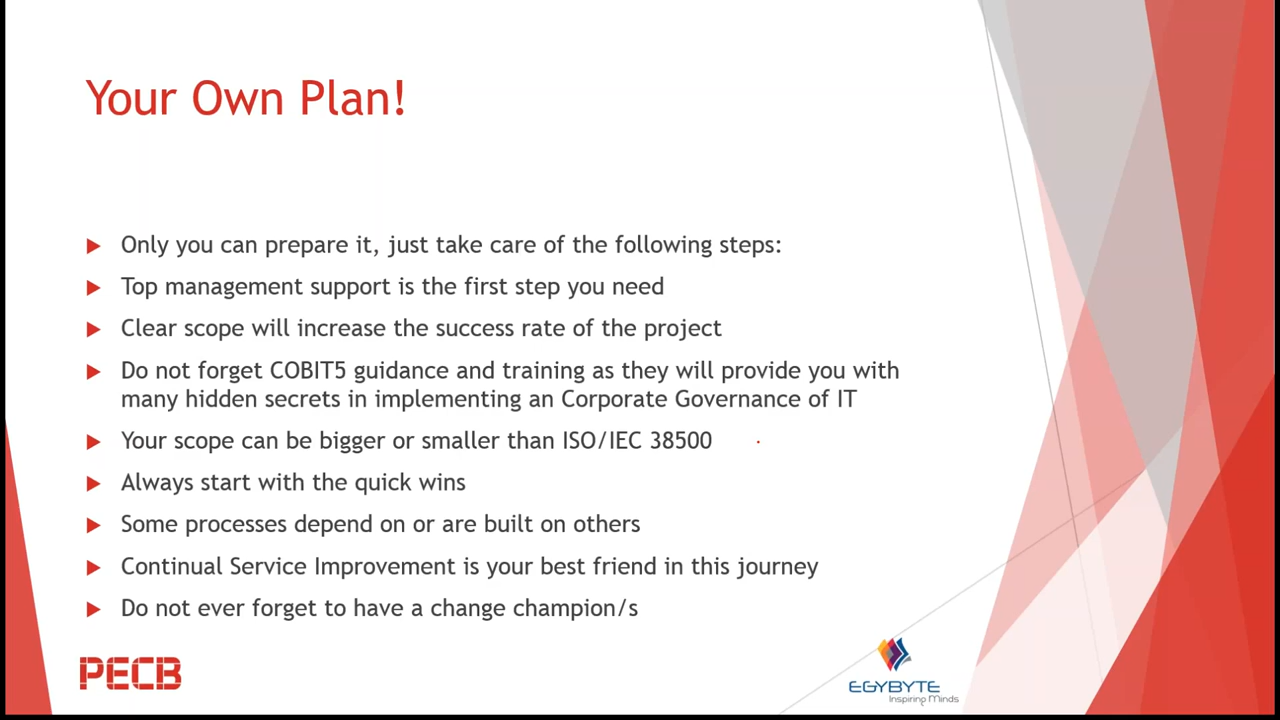 Your Own Plan!
Only you can prepare it, just take care of the following steps:
Top management support is the first step you need
Clear scope will increase the success rate of the project
Do not forget COBIT5 guidance and training as they will provide you with
many hidden secrets in implementing an Corporate Governance of IT
Your scope can be bigger or smaller than ISO/IEC 38500
Always start with the quick wins
Some processes depend on or are built on others
Continual Service Improvement is your best friend in this journey
Do not ever forget to have a change champion/s
PECB
EGYBYTE
Inspiring Minds